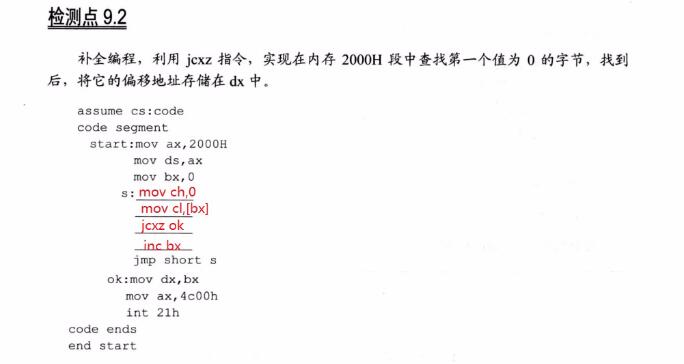 检测点 9.2
补全编程，利用 jcxz 指令，实现在内存 2000H 段中查找第一个值为 0 的字节，找到
后，将它的偏移地址存储在 dx 中。
assume cs:code
code segment
start:mov ax,2000H
mov ds,ax
mov bx,0
s: mov ch,0
mov cl,[bx]
jcxz ok
inc bx
jmp short s
ok:mov dx,bx
mov ax,4c00h
int 21h
code ends
end start